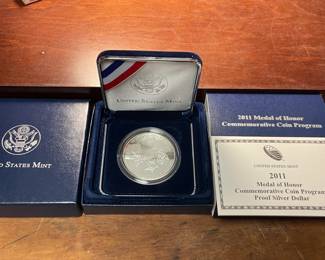 UNITED STATES MINT
ED STATES MINT
2011 Medal of Honor
Commemorative Coin Program
UNITED STATES MINT
2011
Medal of Honor
Commemorative Coin Program
Proof Silver Dollar